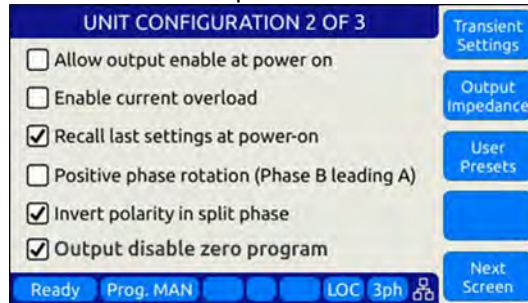 UNIT CONFIGURATION 2 OF 3
Allow output enable at power on
Enable current overload
Recall last settings at power-on
Positive phase rotation (Phase B leading A)
Invert polarity in split phase
Output disable zero program
Transient
Settings
Output
Impedance
User
Presets
Next
Screen
Ready Prog. MAN LOC 3ph